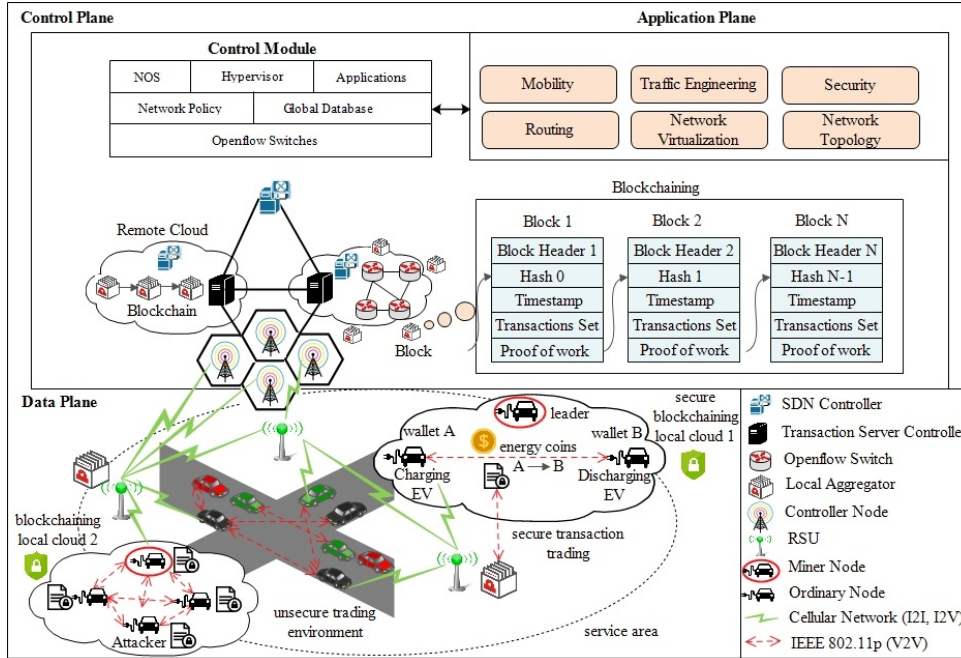 Control Plane
Application Plane
Control Module
NOS
Hypervisor
Applications
Network Policy
Global Database
Openflow Switches
Mobility
Traffic Engineering
Security
Routing
Network
Virtualization
Network
Topology
Blockchaining
Block 1
Block 2
Block N
Block Header 1
Hash 0
Timestamp
Transactions Set
Proof of work
Block Header 2
Hash 1
Timestamp
Transactions Set
Proof of work
Block Header N
Hash N-1
Timestamp
Transactions Set
Proof of work
Remote Cloud
Blockchain
Block
Data Plane
leader
wallet A
wallet B
energy coins
$
A
B
Charging
EV
Discharging
EV
secure
blockchaining
local cloud 1
secure transaction
trading
blockchaining
local cloud 2
Attacker
unsecure trading
environment
service area
SDN Controller
Transaction Server Controller
Openflow Switch
Local Aggregator
Controller Node
RSU
Miner Node
Ordinary Node
Cellular Network (I2I, I2V)
IEEE 802.11p (V2V)